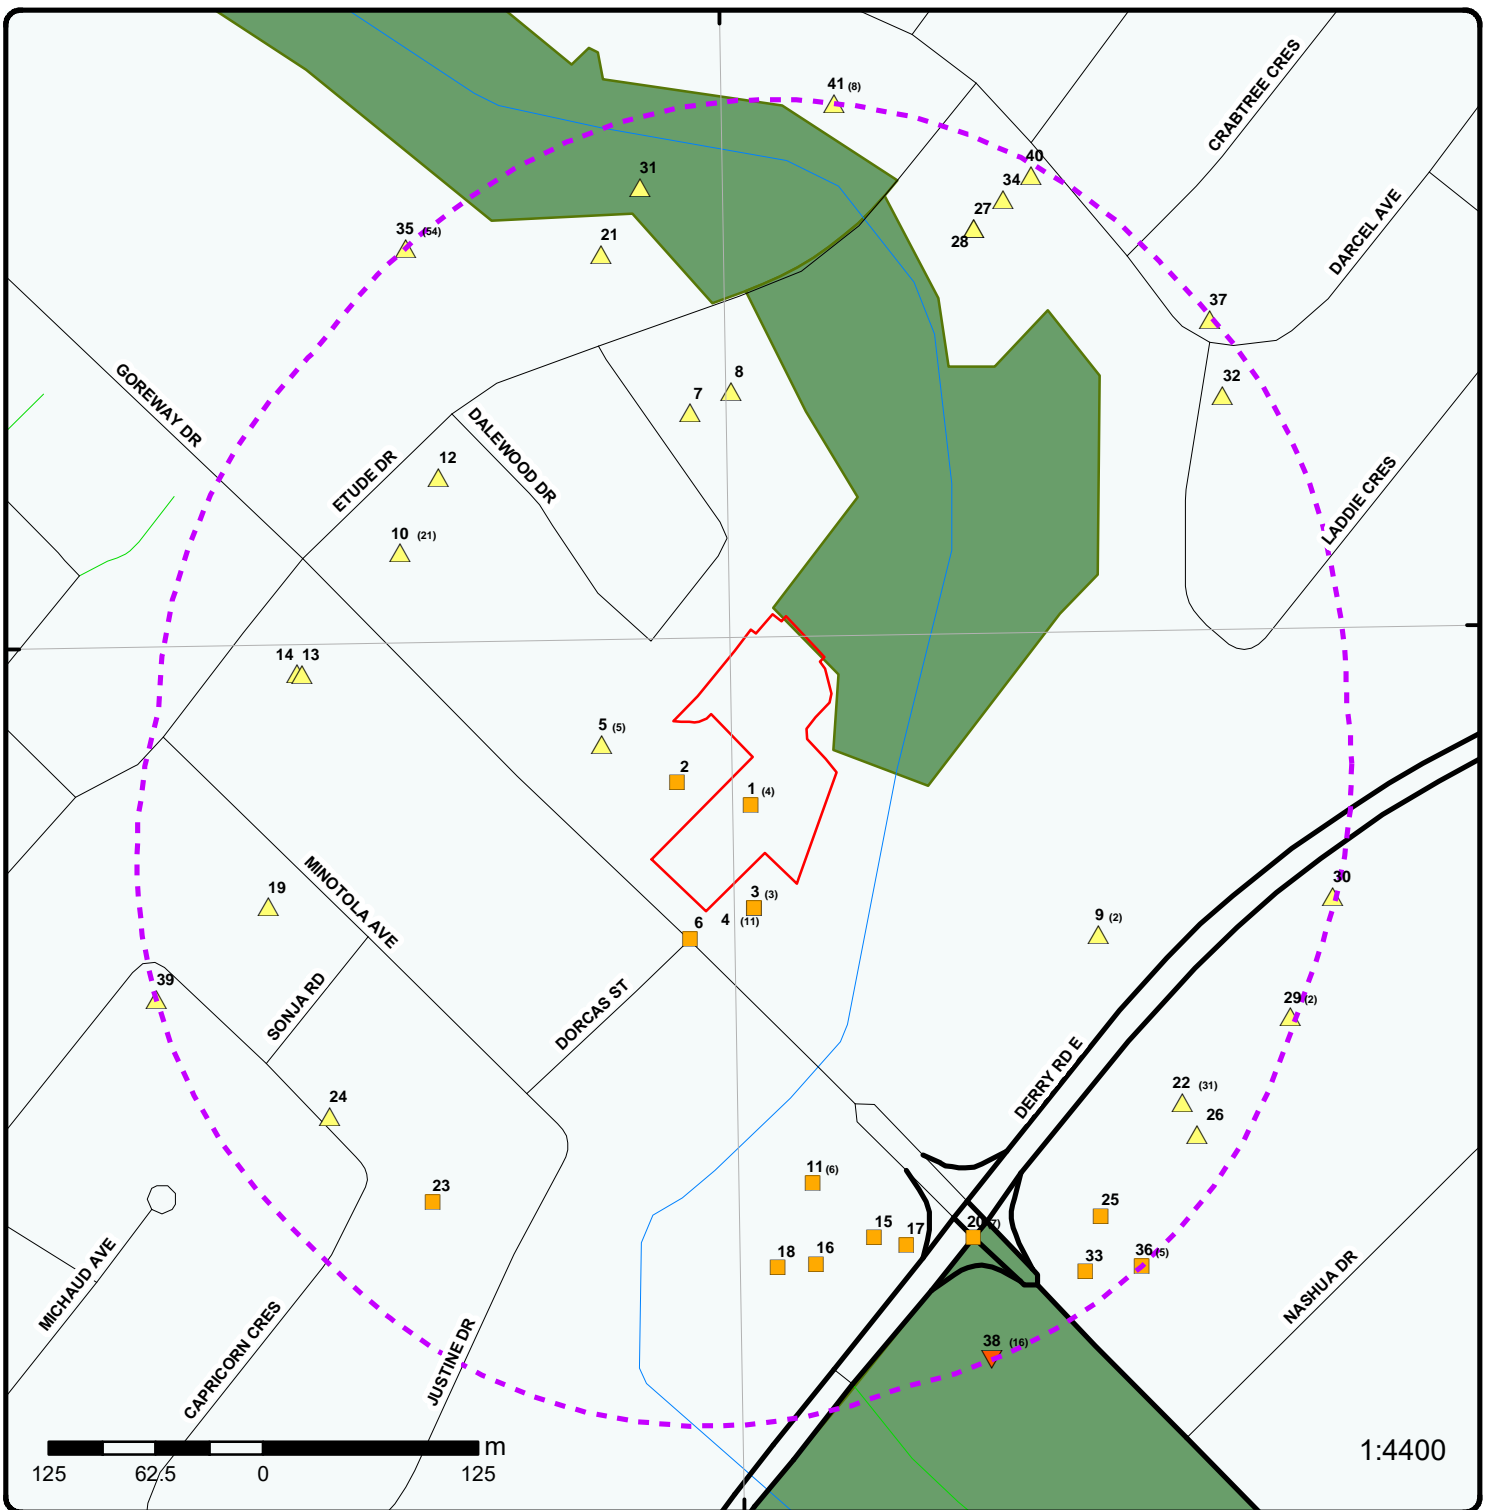 41 (8)
CRABTREE CRES
40
31
34
27
28
DARCEL AVE
35 (54)
21
37
GOREWAY DR
8
7
32
DALEWOOD DR
12
ETUDE DR
10 (21)
LADDIE CRES
14 13
5 (5)
2
1 (4)
MINOTOLA AVE
19
3 (3)
4 (11)
6
9 (2)
30
39
SONJA RD
DORCAS ST
29 (2)
DERRY RD E
24
22 (31)
26
11 (6)
23
25
15
17
20 (7)
18
16
33
36 (5)
MICHAUD AVE
CAPRICORN CRES
JUSTINE DR
38 (16)
NASHUA DR
m
125 62.5 0 125
1:4400